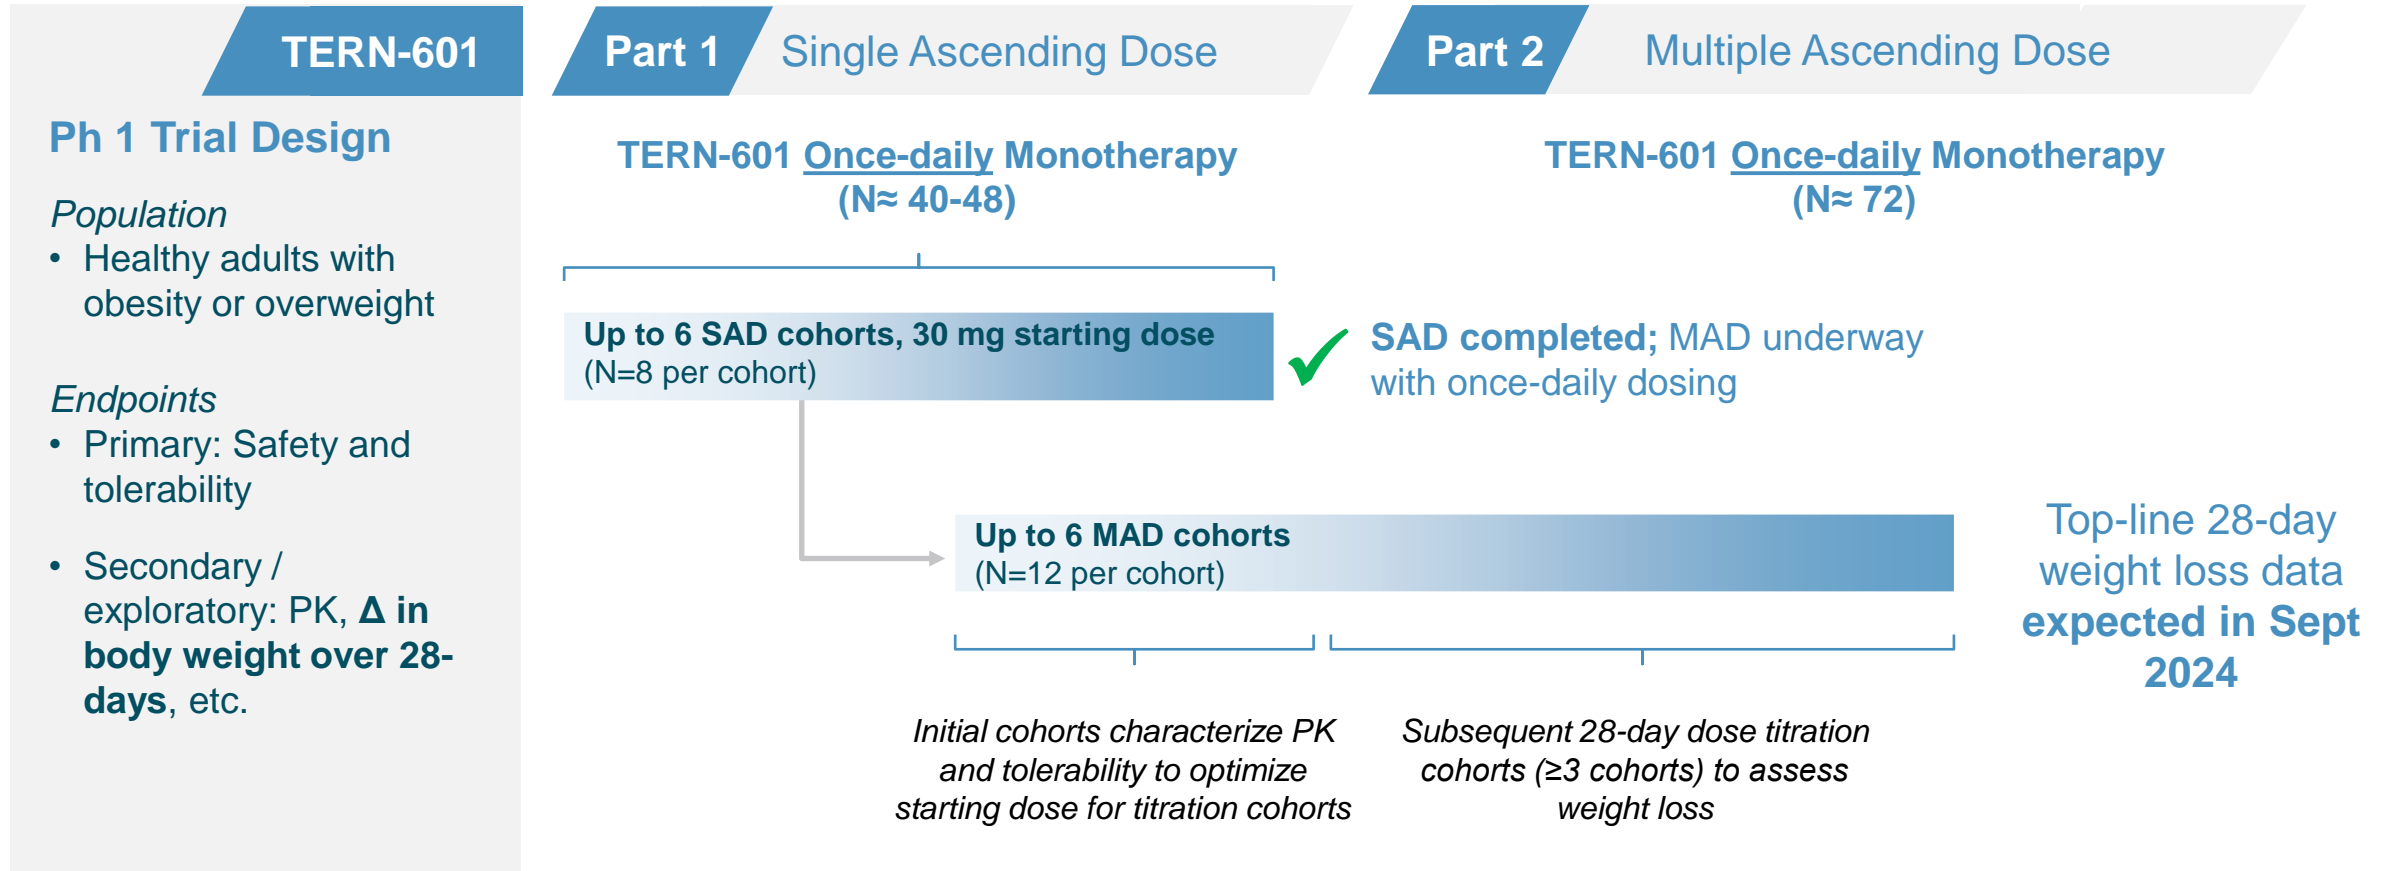 TERN-601
Ph 1 Trial Design
Population
• Healthy adults with
obesity or overweight
Endpoints
• Primary: Safety and
tolerability
• Secondary /
exploratory: PK, Δ in
body weight over 28-
days, etc.
Part 1
Single Ascending Dose
TERN-601 Once-daily Monotherapy
(N≈ 40-48)
Up to 6 SAD cohorts, 30 mg starting dose
(N=8 per cohort)
Part 2
Multiple Ascending Dose
TERN-601 Once-daily Monotherapy
(N≈ 72)
SAD completed; MAD underway
with once-daily dosing
Up to 6 MAD cohorts
(N=12 per cohort)
Initial cohorts characterize PK
and tolerability to optimize
starting dose for titration cohorts
Subsequent 28-day dose titration
cohorts (≥3 cohorts) to assess
weight loss
Top-line 28-day
weight loss data
expected in Sept
2024